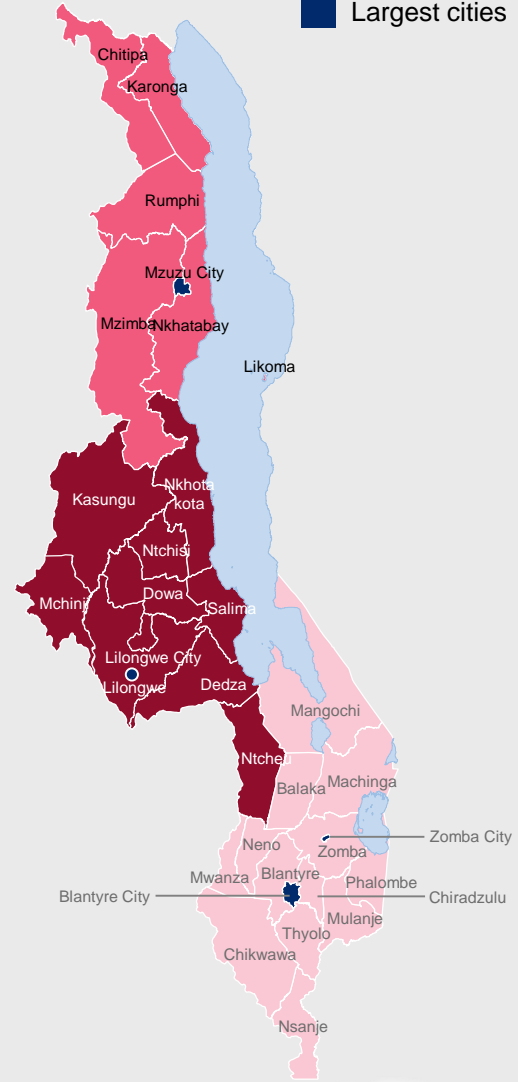 Largest cities
Chitipa
Karonga
Rumphi
Mzuzu City
Mzimba
Nkhatabay
Likoma
Kasungu
Nkhota
kota
Ntchisi
Dowa
Mchinji
Salima
Lilongwe City
Lilongwe
Dedza
Mangochi
Ntcheu
Machinga
Balaka
Zomba City
Neno
Zomba
Mwanza
Blantyre
Phalombe
Blantyre City
Chiradzulu
Mulanje
Thyolo
Chikwawa
Nsanje